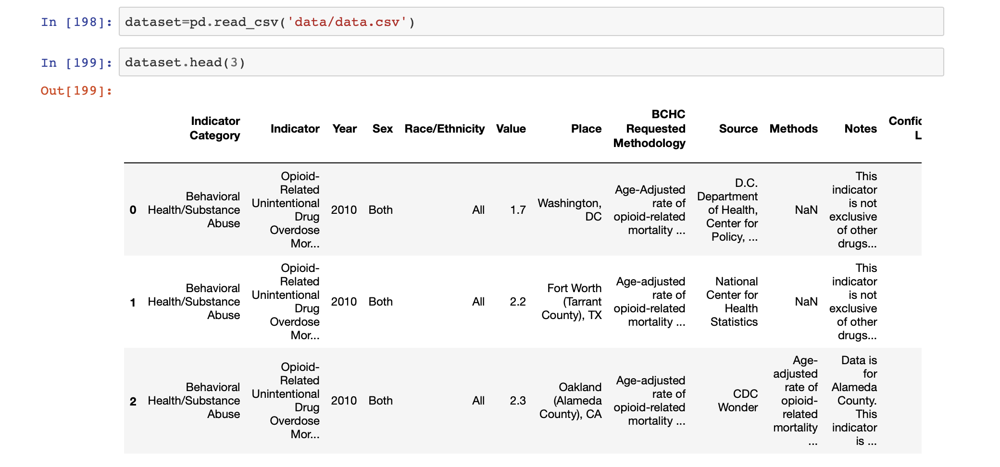 In [198]: dataset=pd.read_csv('data/data.csv')
In [199]: dataset.head(3)
Out[199]:
Indicator
Category
Indicator
Year
Sex
Race/Ethnicity
Value
Place
BCHC
Requested
Methodology
Source
Methods
Notes
Confic
L
0
Behavioral
Health/Substance
Abuse
Opioid-
Related
Unintentional
Drug
Overdose
Mor...
2010
Both
All
1.7
Washington,
DC
Age-Adjusted
rate of
opioid-related
mortality ...
D.C.
Department
of Health,
Center for
Policy, ...
NaN
This
indicator
is not
exclusive
of other
drugs...
1
Behavioral
Health/Substance
Abuse
Opioid-
Related
Unintentional
Drug
Overdose
Mor...
2010
Both
All
2.2
Fort Worth
(Tarrant
County), TX
Age-adjusted
rate of
opioid-related
mortality ...
National
Center for
Health
Statistics
NaN
This
indicator
is not
exclusive
of other
drugs...
2
Behavioral
Health/Substance
Abuse
Opioid-
Related
Unintentional
Drug
Overdose
Mor...
2010
Both
All
2.3
Oakland
(Alameda
County), CA
Age-adjusted
rate of
opioid-related
mortality ...
CDC
Wonder
Age-
adjusted
rate of
opioid-
related
mortality
...
Data is
for
Alameda
County.
This
indicator
is ...